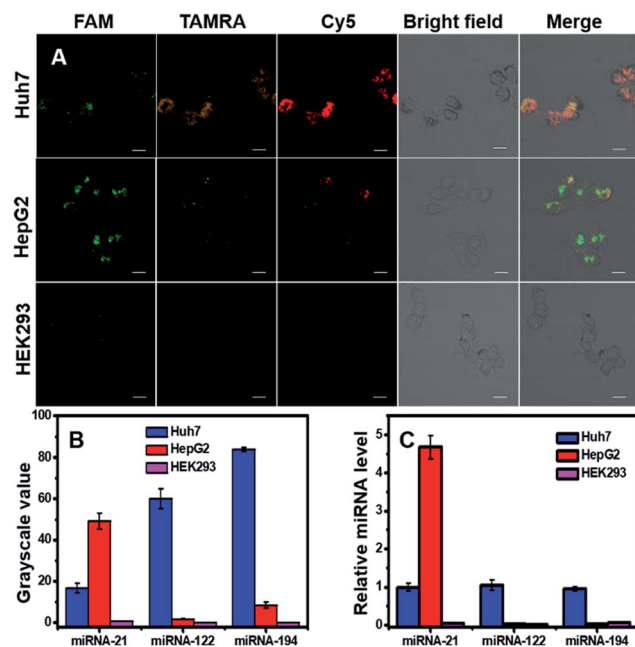 FAM TAMRA Cy5 Bright field Merge
A
Huh7
HepG2
HEK293
B
Huh7
HepG2
HEK293
Grayscale value
100
80
60
40
20
0
miRNA-21 miRNA-122 miRNA-194
C
Huh7
HepG2
HEK293
Relative miRNA level
5
4
3
2
1
0
miRNA-21 miRNA-122 miRNA-194